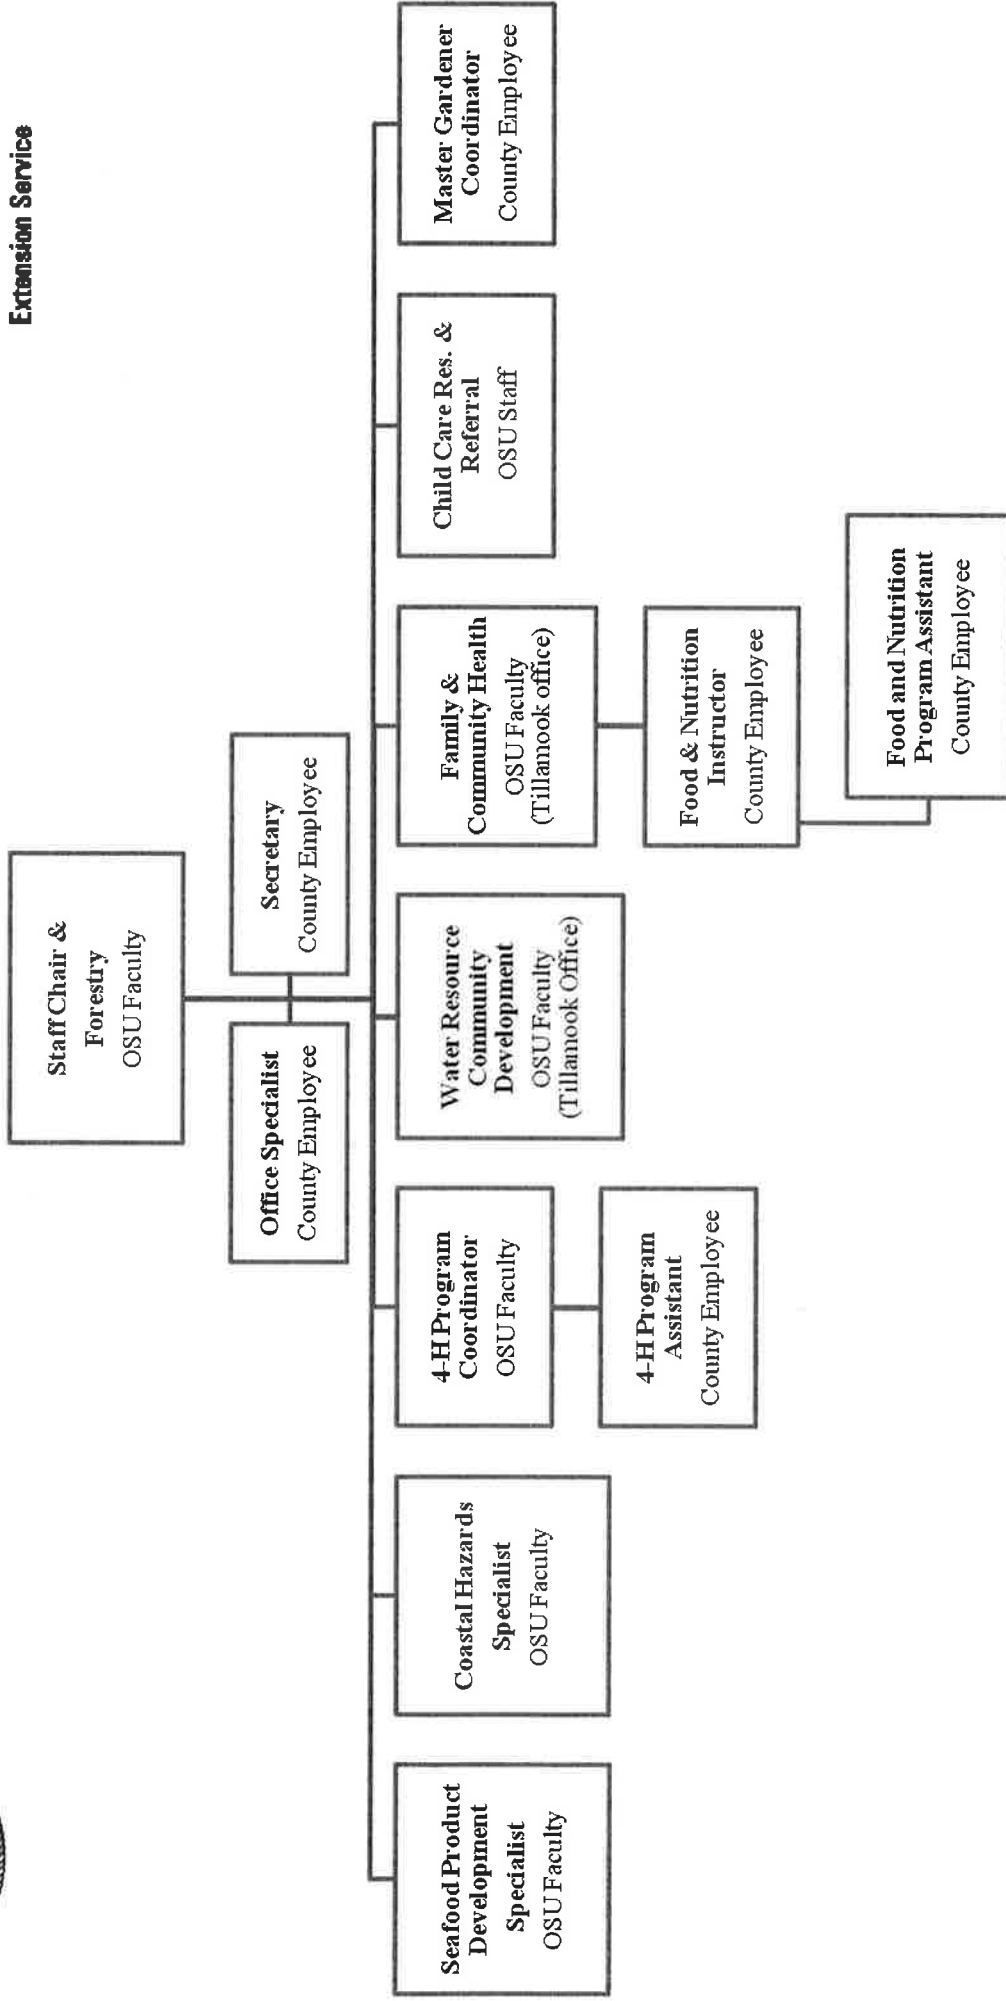 Extension Service
Staff Chair &
Forestry
OSU Faculty
Office Specialist
County Employee
Secretary
County Employee
Seafood Product
Development
Specialist
OSU Faculty
Coastal Hazards
Specialist
OSU Faculty
4-H Program
Coordinator
OSU Faculty
4-H Program
Assistant
County Employee
Water Resource
Community
Development
OSU Faculty
(Tillamook Office)
Family &
Community Health
OSU Faculty
(Tillamook office)
Food & Nutrition
Instructor
County Employee
Food and Nutrition
Program Assistant
County Employee
Child Care Res. &
Referral
OSU Staff
Master Gardener
Coordinator
County Employee